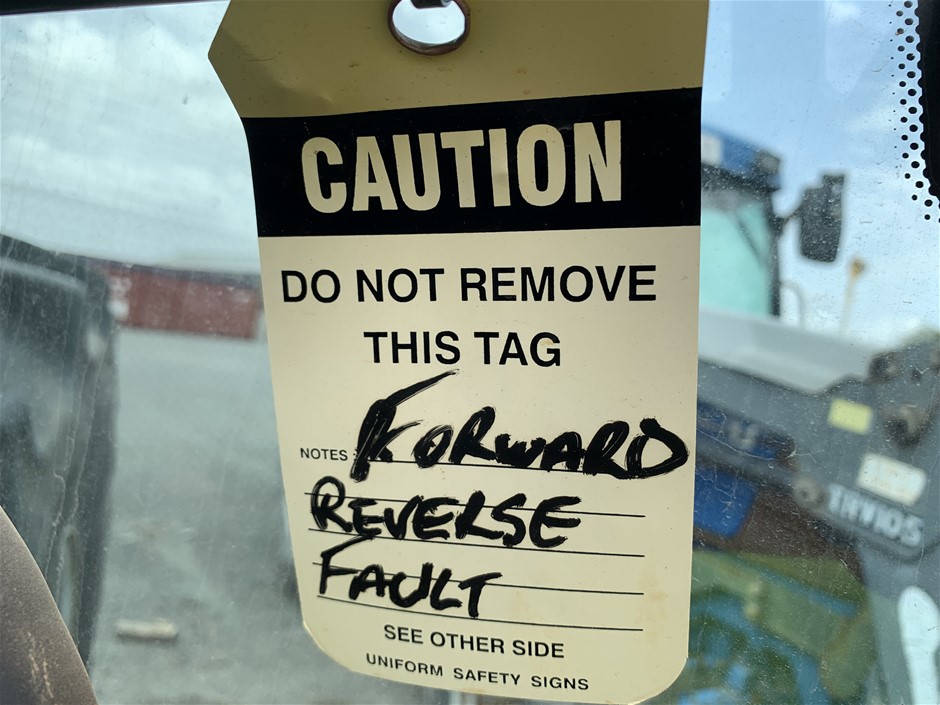 CAUTION
DO NOT REMOVE
THIS TAG
NOTES FORWARD
REVERSE
FAULT
SEE OTHER SIDE
UNIFORM SAFETY SIGNS